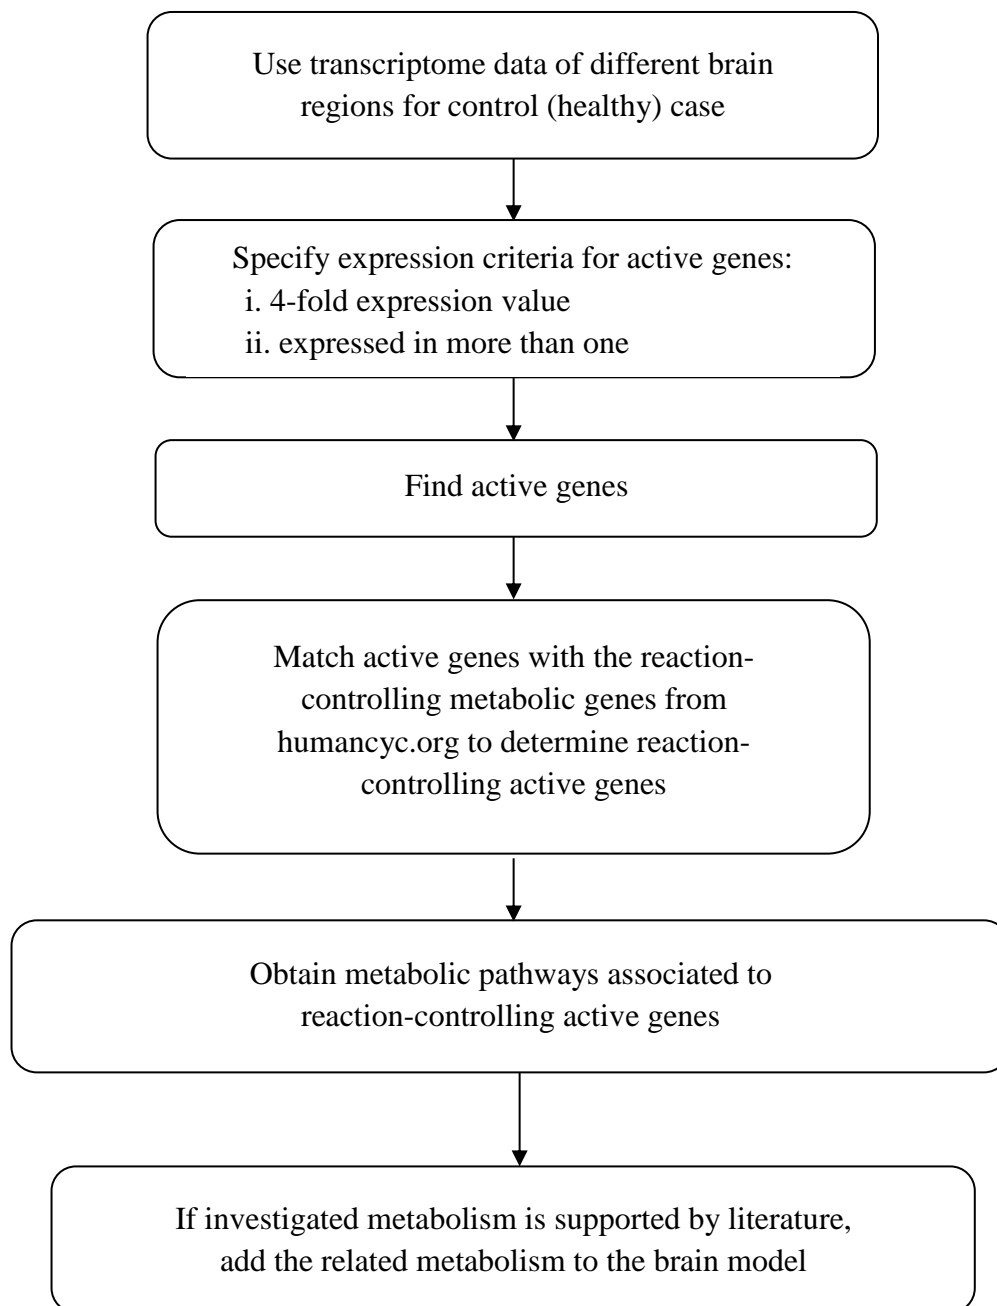 Use transcriptome data of different brain
regions for control (healthy) case
Specify expression criteria for active genes:
i. 4-fold expression value
ii. expressed in more than one
Find active genes
Match active genes with the reaction-
controlling metabolic genes from
humancyc.org to determine reaction-
controlling active genes
Obtain metabolic pathways associated to
reaction-controlling active genes
If investigated metabolism is supported by literature,
add the related metabolism to the brain model